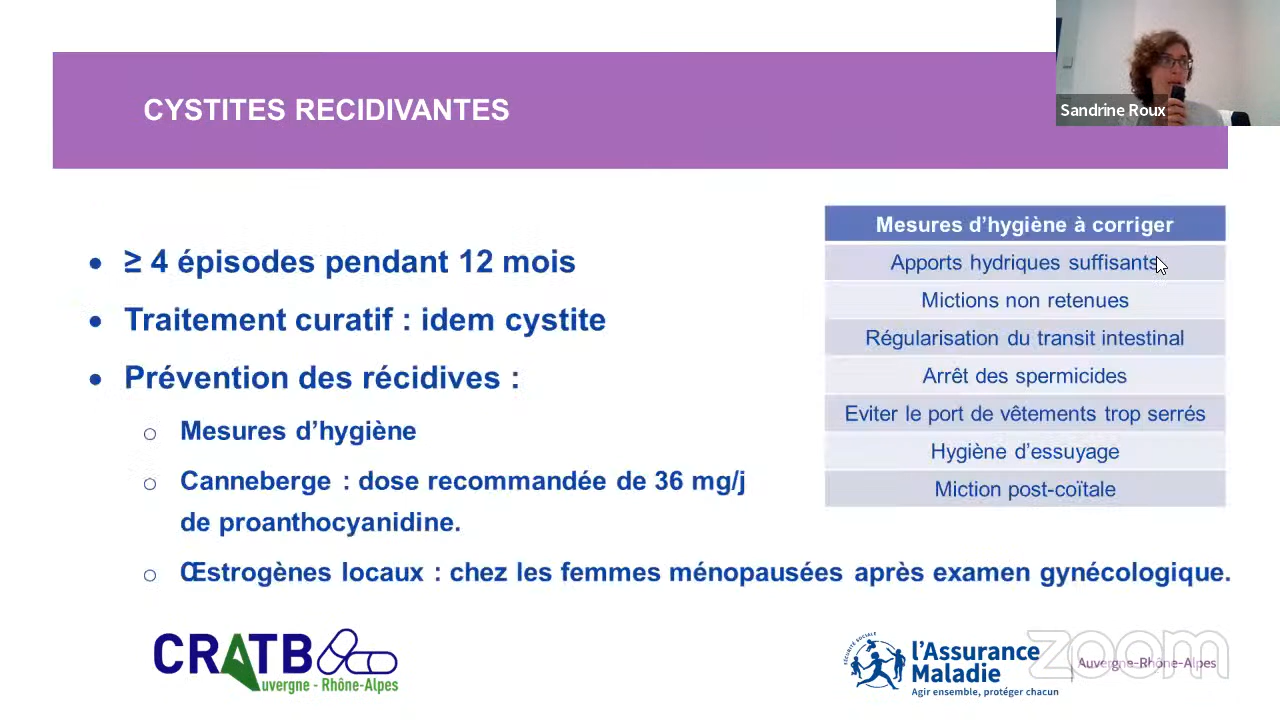 CYSTITES RECIDIVANTES
Sandrine Roux
• ≥ 4 épisodes pendant 12 mois
• Traitement curatif : idem cystite
• Prévention des récidives :
○ Mesures d’hygiène
○ Canneberge : dose recommandée de 36 mg/j
de proanthocyanidine.
○ Œstrogènes locaux : chez les femmes ménopausées après examen gynécologique.
Mesures d’hygiène à corriger
Apports hydriques suffisants
Mictions non retenues
Régularisation du transit intestinal
Arrêt des spermicides
Eviter le port de vêtements trop serrés
Hygiène d’essuyage
Miction post-coïtale
CRATB
Auvergne - Rhône-Alpes
SÉCURITÉ SOCIALE
l’Assurance
Maladie
Agir ensemble, protéger chacun
Auvergne-Rhône-Alpes
zoom